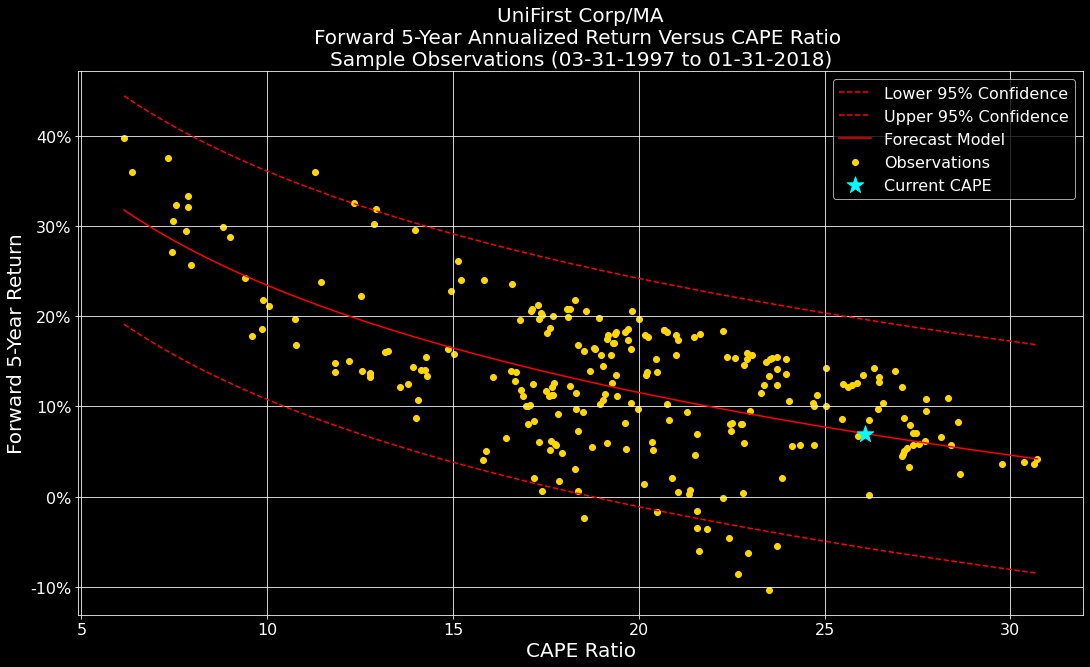 UniFirst Corp/MA
Forward 5-Year Annualized Return Versus CAPE Ratio
Sample Observations (03-31-1997 to 01-31-2018)
Lower 95% Confidence
Upper 95% Confidence
Forecast Model
Observations
Current CAPE
Forward 5-Year Return
40%
30%
20%
10%
0%
-10%
5 10 15 20 25 30
CAPE Ratio